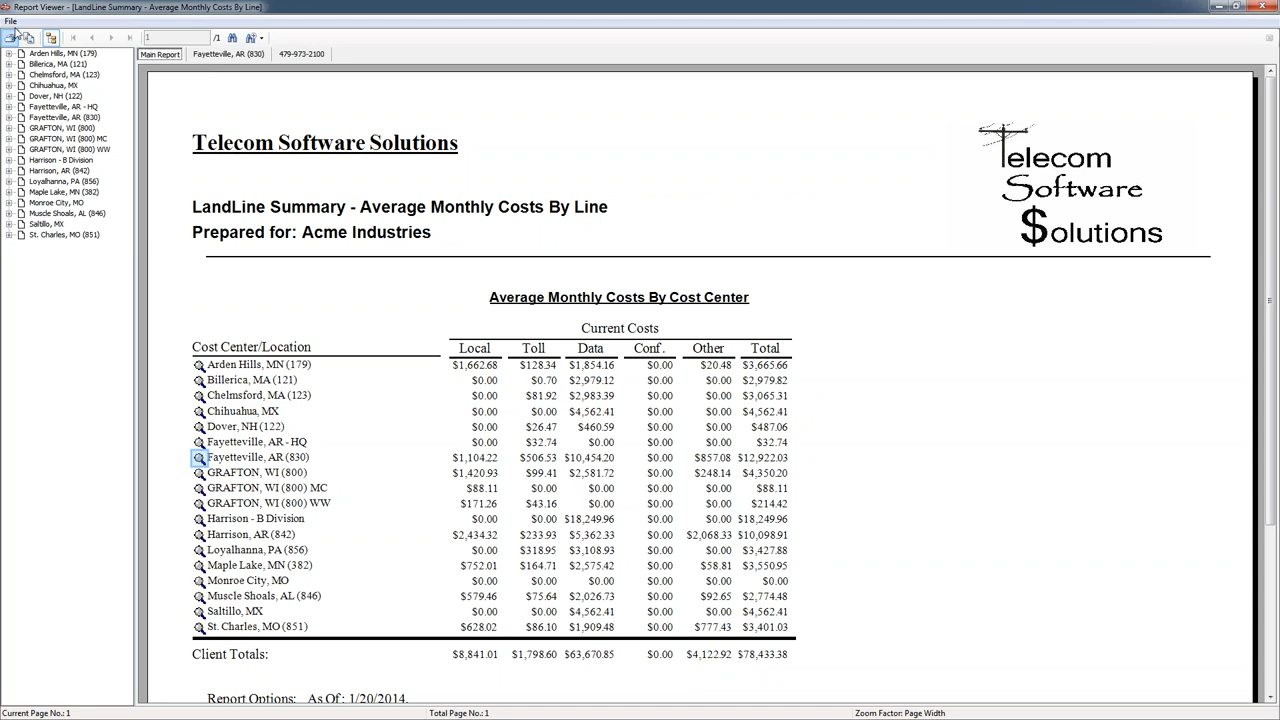 Report Viewer - [LandLine Summary - Average Monthly Costs By Line]
File
1 /1
Arden Hills, MN (179)
Billerica, MA (121)
Chelmsford, MA (123)
Chihuahua, MX
Dover, NH (122)
Fayetteville, AR - HQ
Fayetteville, AR (830)
GRAFTON, WI (800)
GRAFTON, WI (800) MC
GRAFTON, WI (800) WW
Harrison - B Division
Harrison, AR (842)
Loyalhanna, PA (856)
Maple Lake, MN (382)
Monroe City, MO
Muscle Shoals, AL (846)
Saltillo, MX
St. Charles, MO (851)
Main Report Fayetteville, AR (830) 479-973-2100
Telecom Software Solutions
Telecom
Software
$olutions
LandLine Summary - Average Monthly Costs By Line
Prepared for: Acme Industries
Average Monthly Costs By Cost Center
Current Costs
Cost Center/Location Local Toll Data Conf. Other Total
Arden Hills, MN (179) $1,662.68 $128.34 $1,854.16 $0.00 $20.48 $3,665.66
Billerica, MA (121) $0.00 $0.70 $2,979.12 $0.00 $0.00 $2,979.82
Chelmsford, MA (123) $0.00 $81.92 $2,983.39 $0.00 $0.00 $3,065.31
Chihuahua, MX $0.00 $0.00 $4,562.41 $0.00 $0.00 $4,562.41
Dover, NH (122) $0.00 $26.47 $460.59 $0.00 $0.00 $487.06
Fayetteville, AR - HQ $0.00 $32.74 $0.00 $0.00 $0.00 $32.74
Fayetteville, AR (830) $1,104.22 $506.53 $10,454.20 $0.00 $857.08 $12,922.03
GRAFTON, WI (800) $1,420.93 $99.41 $2,581.72 $0.00 $248.14 $4,350.20
GRAFTON, WI (800) MC $88.11 $0.00 $0.00 $0.00 $0.00 $88.11
GRAFTON, WI (800) WW $171.26 $43.16 $0.00 $0.00 $0.00 $214.42
Harrison - B Division $0.00 $0.00 $18,249.96 $0.00 $0.00 $18,249.96
Harrison, AR (842) $2,434.32 $233.93 $5,362.33 $0.00 $2,068.33 $10,098.91
Loyalhanna, PA (856) $0.00 $318.95 $3,108.93 $0.00 $0.00 $3,427.88
Maple Lake, MN (382) $752.01 $164.71 $2,575.42 $0.00 $58.81 $3,550.95
Monroe City, MO $0.00 $0.00 $0.00 $0.00 $0.00 $0.00
Muscle Shoals, AL (846) $579.46 $75.64 $2,026.73 $0.00 $92.65 $2,774.48
Saltillo, MX $0.00 $0.00 $4,562.41 $0.00 $0.00 $4,562.41
St. Charles, MO (851) $628.02 $86.10 $1,909.48 $0.00 $777.43 $3,401.03
Client Totals: $8,841.01 $1,798.60 $63,670.85 $0.00 $4,122.92 $78,433.38
Report Options: As Of : 1/20/2014.
Current Page No.: 1 Total Page No.: 1 Zoom Factor: Page Width